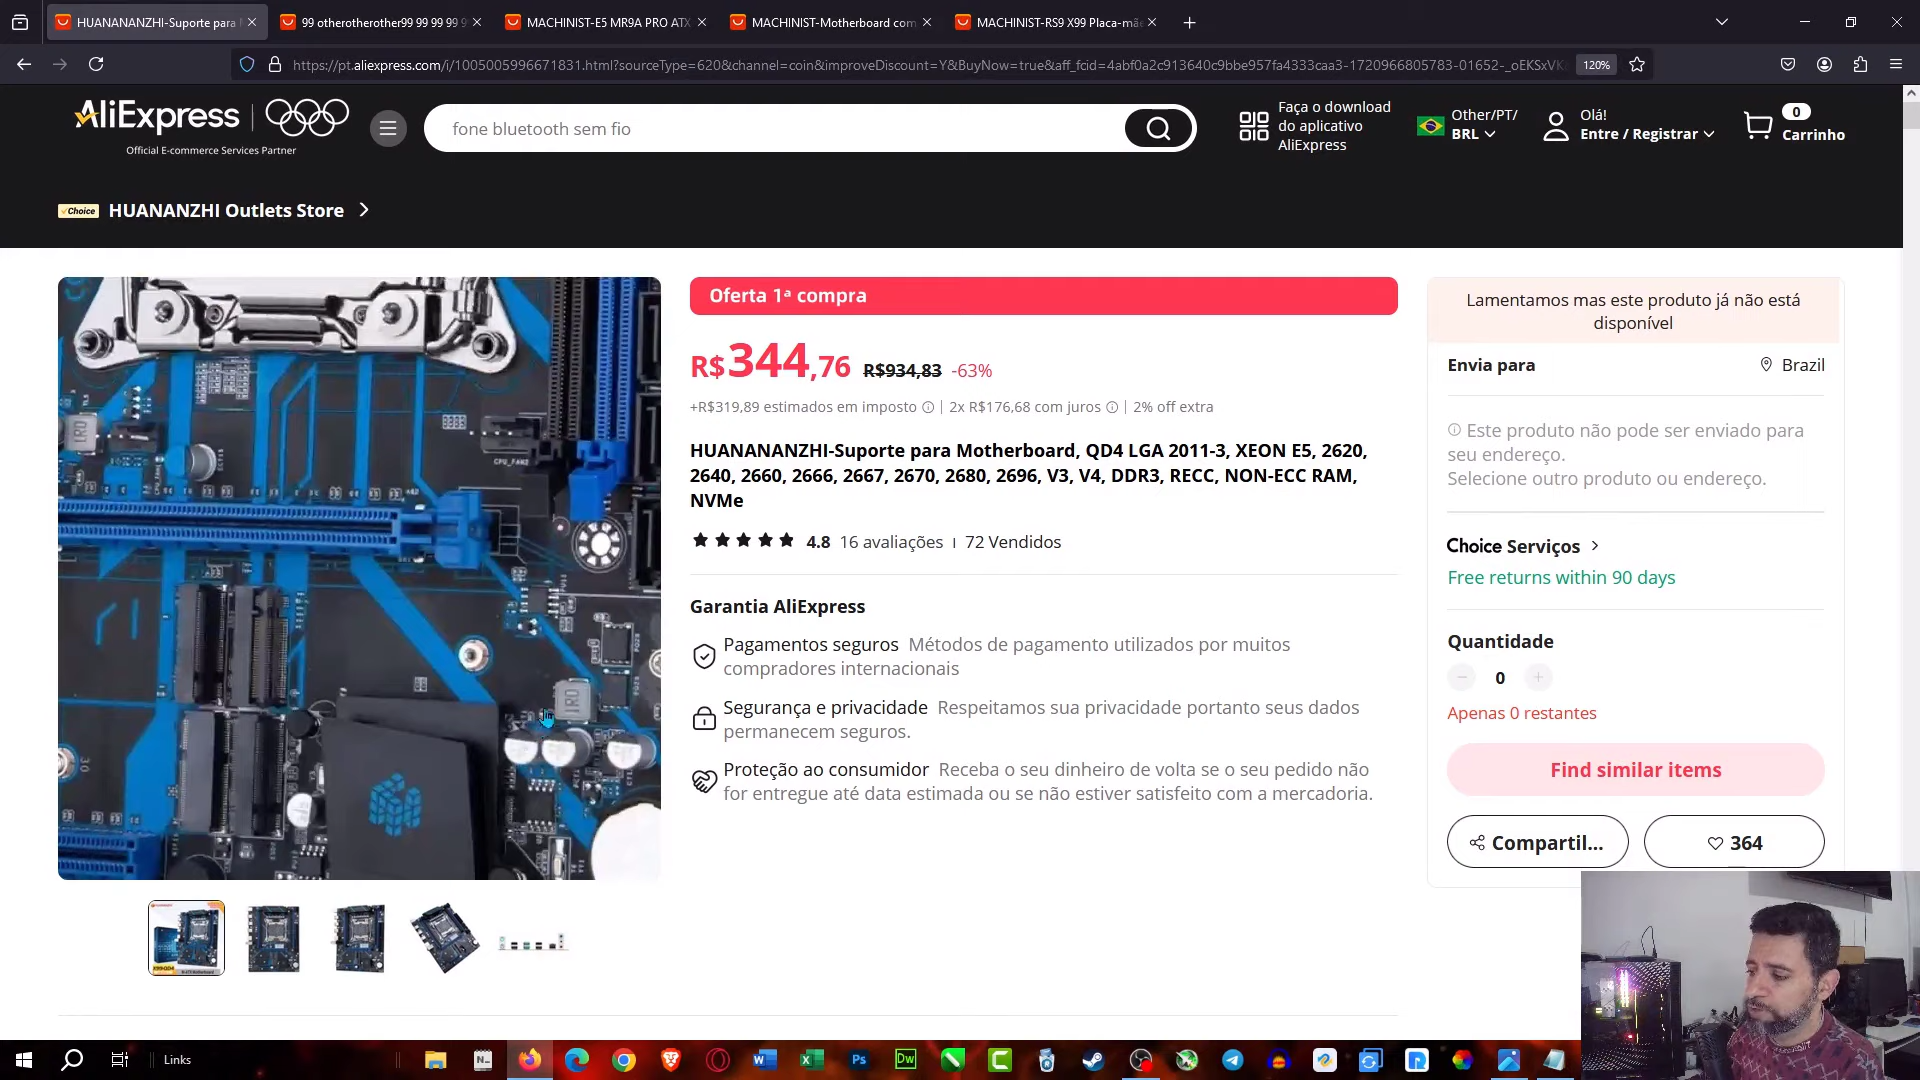 HUANANANZHI-Suporte para
99 otherotherother99 99 99 99 9
MACHINIST-E5 MR9A PRO ATX
MACHINIST-Motherboard com
MACHINIST-RS9 X99 Placa-mãe
https://pt.aliexpress.com/i/1005005996671831.html?sourceType=620&channel=coin&improveDiscount=Y&BuyNow=true&aff_fcid=4abf0a2c913640c9bbe957fa4333caa3-1720966805783-01652-_oEKSxVK
120%
AliExpress
Official E-commerce Services Partner
fone bluetooth sem fio
Faça o download
do aplicativo
AliExpress
Other/PT/
BRL
Olá!
Entre / Registrar
0
Carrinho
Choice HUANANZHI Outlets Store
Oferta 1ª compra
R$344,76 R$934,83 -63%
+R$319,89 estimados em imposto | 2x R$176,68 com juros | 2% off extra
HUANANANZHI-Suporte para Motherboard, QD4 LGA 2011-3, XEON E5, 2620,
2640, 2660, 2666, 2667, 2670, 2680, 2696, V3, V4, DDR3, RECC, NON-ECC RAM,
NVMe
4.8 16 avaliações | 72 Vendidos
Garantia AliExpress
Pagamentos seguros Métodos de pagamento utilizados por muitos
compradores internacionais
Segurança e privacidade Respeitamos sua privacidade portanto seus dados
permanecem seguros.
Proteção ao consumidor Receba o seu dinheiro de volta se o seu pedido não
for entregue até data estimada ou se não estiver satisfeito com a mercadoria.
Lamentamos mas este produto já não está
disponível
Envia para
Brazil
Este produto não pode ser enviado para
seu endereço.
Selecione outro produto ou endereço.
Choice Serviços
Free returns within 90 days
Quantidade
0
Apenas 0 restantes
Find similar items
Compartil...
364
CPU_FAN2
1R0
1R0
Links